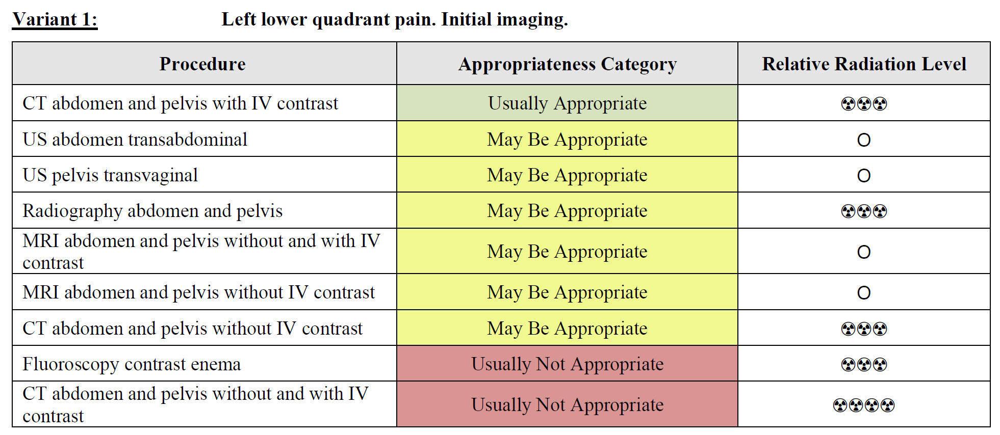 Variant 1: Left lower quadrant pain. Initial imaging.
Procedure Appropriateness Category Relative Radiation Level
CT abdomen and pelvis with IV contrast Usually Appropriate ☢☢☢
US abdomen transabdominal May Be Appropriate O
US pelvis transvaginal May Be Appropriate O
Radiography abdomen and pelvis May Be Appropriate ☢☢☢
MRI abdomen and pelvis without and with IV
contrast May Be Appropriate O
MRI abdomen and pelvis without IV contrast May Be Appropriate O
CT abdomen and pelvis without IV contrast May Be Appropriate ☢☢☢
Fluoroscopy contrast enema Usually Not Appropriate ☢☢☢
CT abdomen and pelvis without and with IV
contrast Usually Not Appropriate ☢☢☢☢